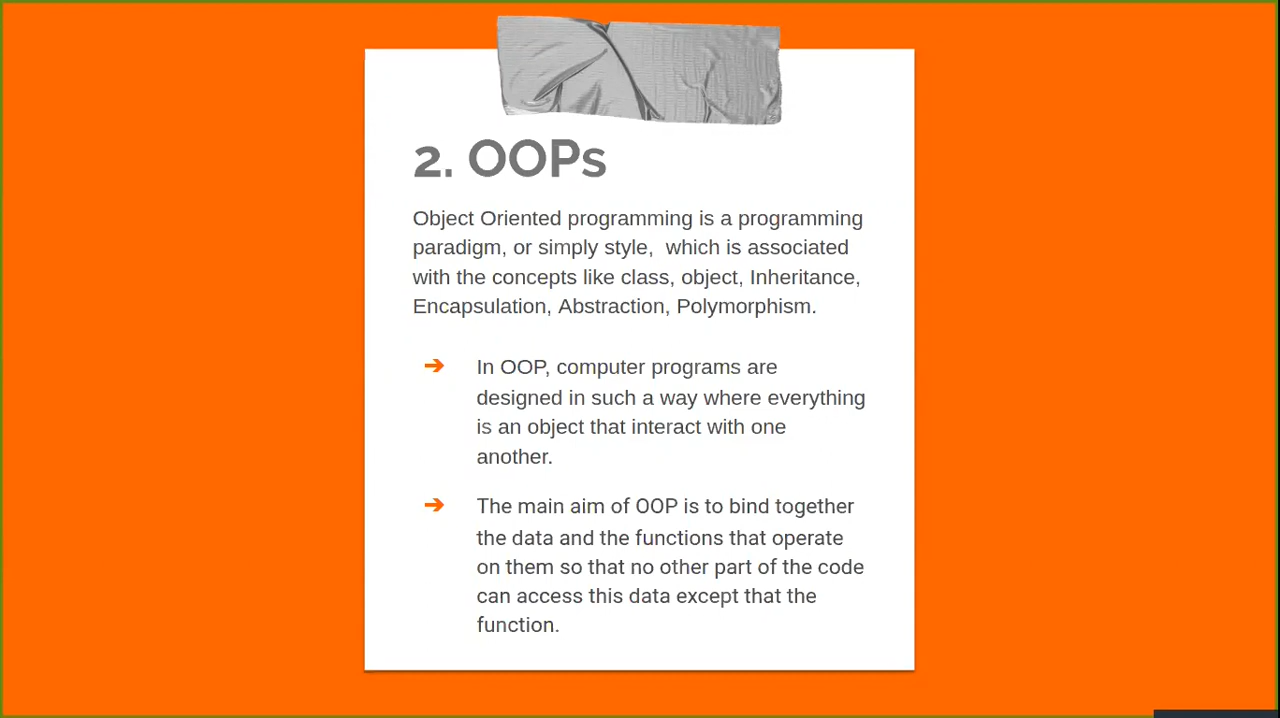 2. OOPs
Object Oriented programming is a programming
paradigm, or simply style,  which is associated
with the concepts like class, object, Inheritance,
Encapsulation, Abstraction, Polymorphism.
➔ In OOP, computer programs are
designed in such a way where everything
is an object that interact with one
another.
➔ The main aim of OOP is to bind together
the data and the functions that operate
on them so that no other part of the code
can access this data except that the
function.